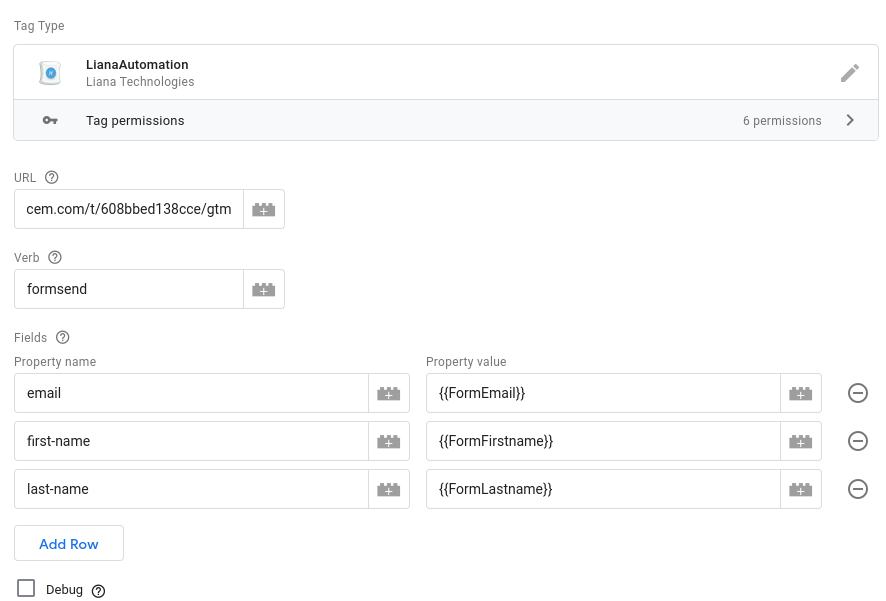 Tag Type
LianaAutomation
Liana Technologies
Tag permissions 6 permissions
URL
cem.com/t/608bbed138cce/gtm
Verb
formsend
Fields
Property name Property value
email {{FormEmail}}
first-name {{FormFirstname}}
last-name {{FormLastname}}
Add Row
Debug